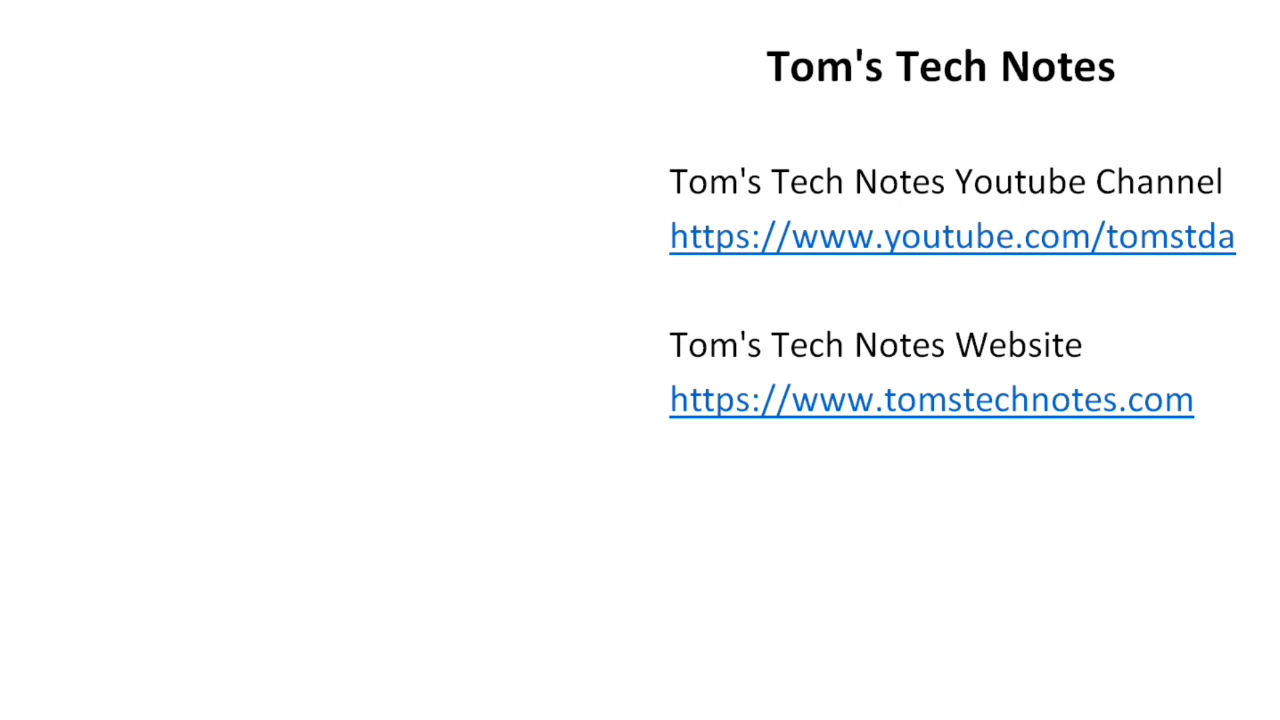 Tom's Tech Notes
Tom's Tech Notes Youtube Channel
https://www.youtube.com/tomstda
Tom's Tech Notes Website
https://www.tomstechnotes.com